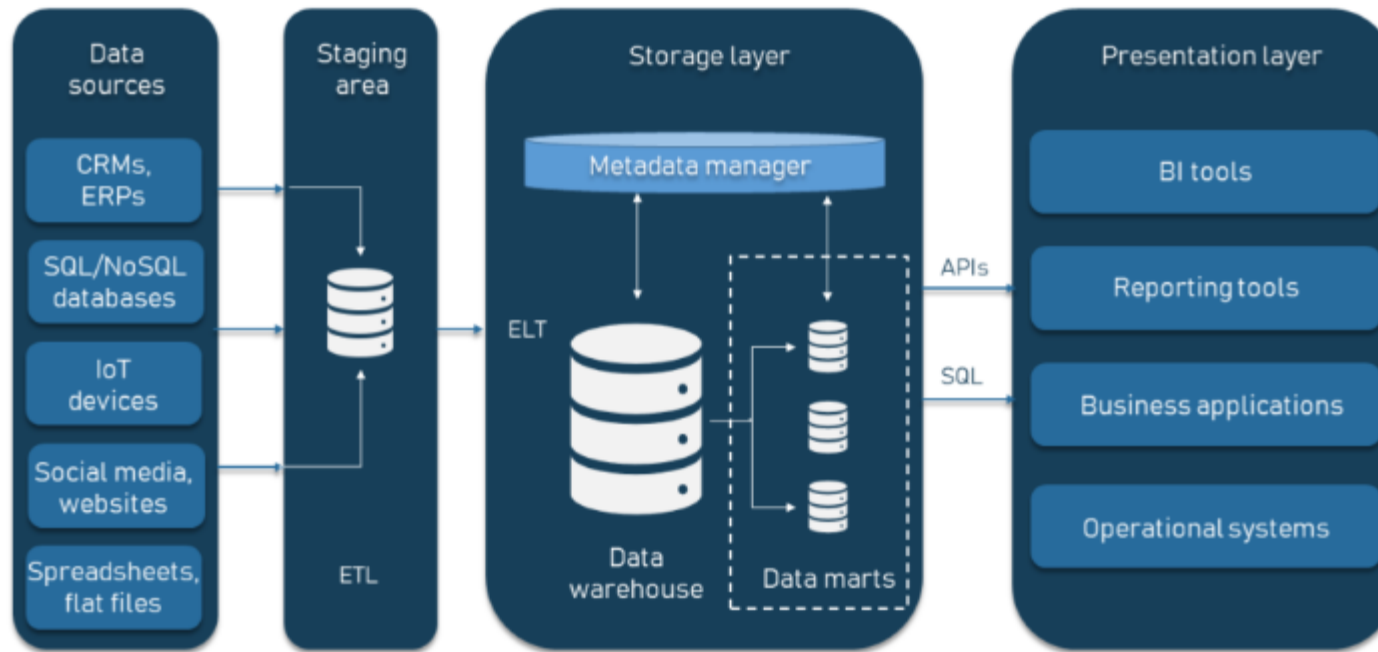 Data
sources
CRMs,
ERPs
SQL/NoSQL
databases
IoT
devices
Social media,
websites
Spreadsheets,
flat files
Staging
area
ETL
Storage layer
Metadata manager
ELT
Data
warehouse
Data marts
APIs
SQL
Presentation layer
BI tools
Reporting tools
Business applications
Operational systems